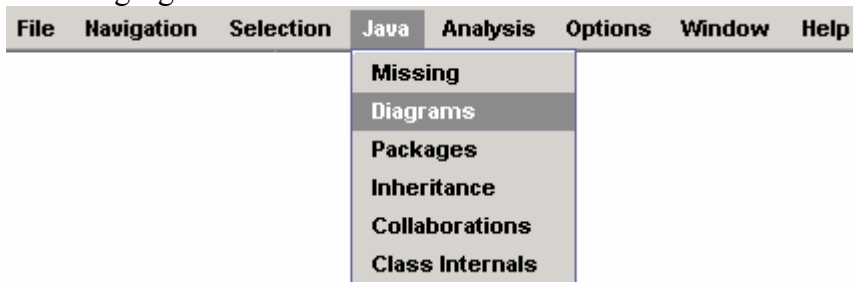 File Navigation Selection Java Analysis Options Window Help
Missing
Diagrams
Packages
Inheritance
Collaborations
Class Internals